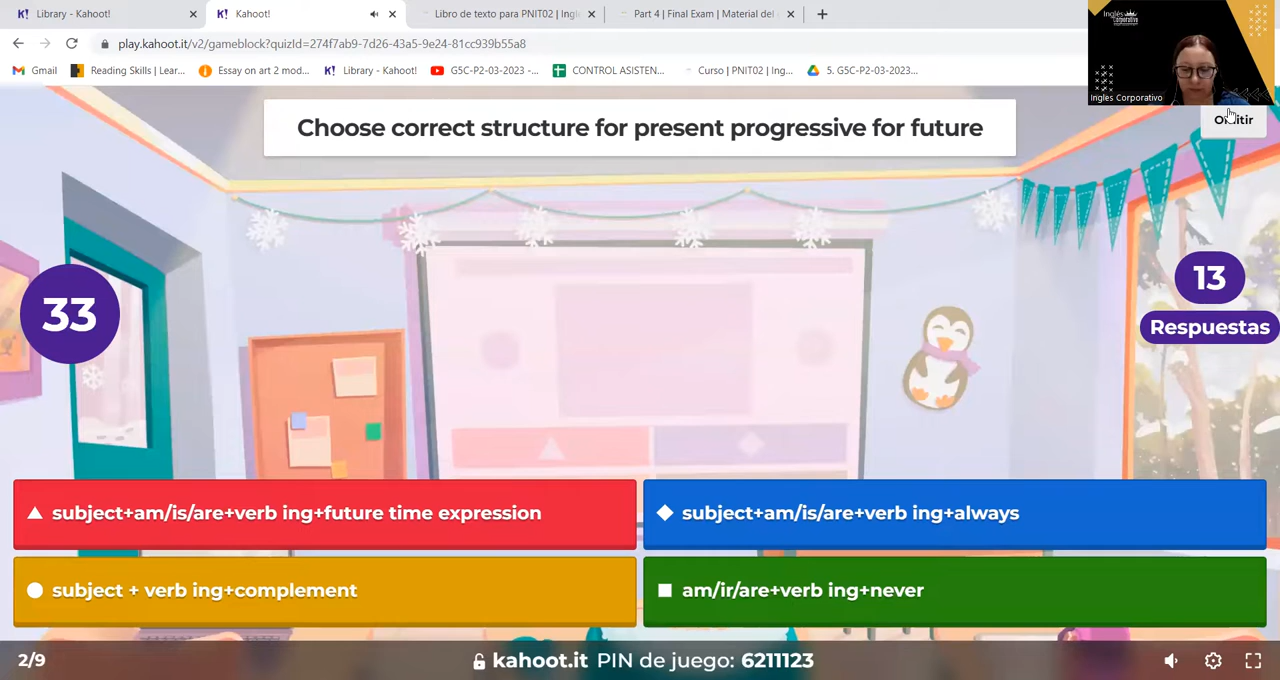 Library - Kahoot!
Kahoot!
Libro de texto para PNIT02 | Ingl
Part 4 | Final Exam | Material del
play.kahoot.it/v2/gameblock?quizId=274f7ab9-7d26-43a5-9e24-81cc939155a8
Gmail
Reading Skills | Lear...
Essay on art 2 mod...
Library - Kahoot!
G5C-P2-03-2023 -...
CONTROL ASISTEN...
Curso | PNIT02 | Ing...
5. G5C-P2-03-2023...
Inglés
Corporativo
Ingles Corporativo
Omitir
Choose correct structure for present progressive for future
33
13
Respuestas
subject+am/is/are+verb ing+future time expression
subject+am/is/are+verb ing+always
subject + verb ing+complement
am/ir/are+verb ing+never
2/9
kahoot.it PIN de juego: 6211123